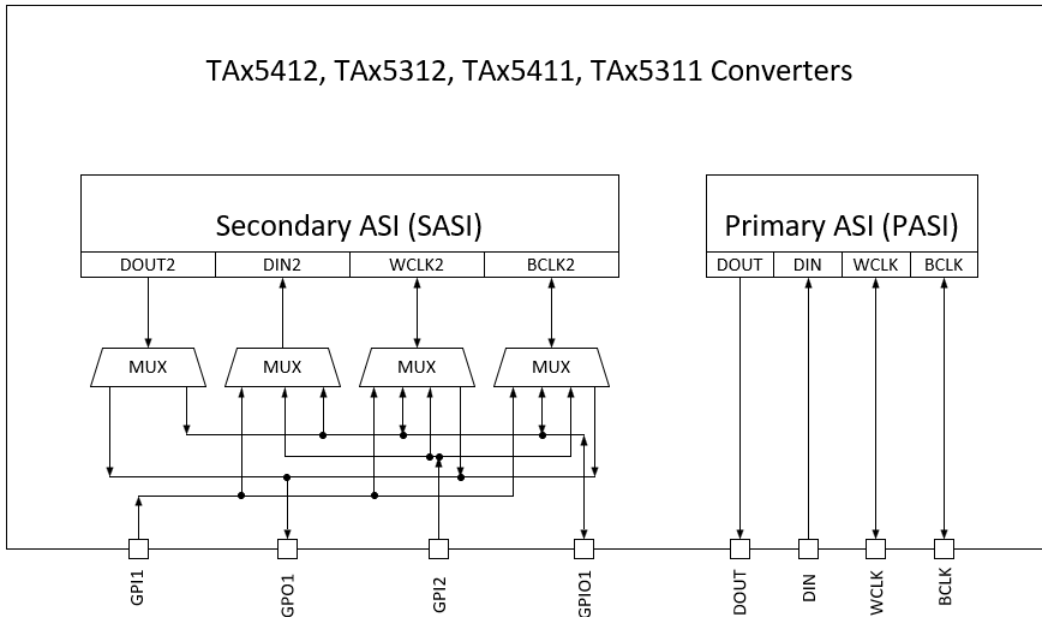 TAx5412, TAx5312, TAx5411, TAx5311 Converters
Secondary ASI (SASI)
DOUT2
DIN2
WCLK2
BCLK2
MUX
MUX
MUX
MUX
Primary ASI (PASI)
DOUT
DIN
WCLK
BCLK
GPI1
GPO1
GPI2
GPIO1
DOUT
DIN
WCLK
BCLK